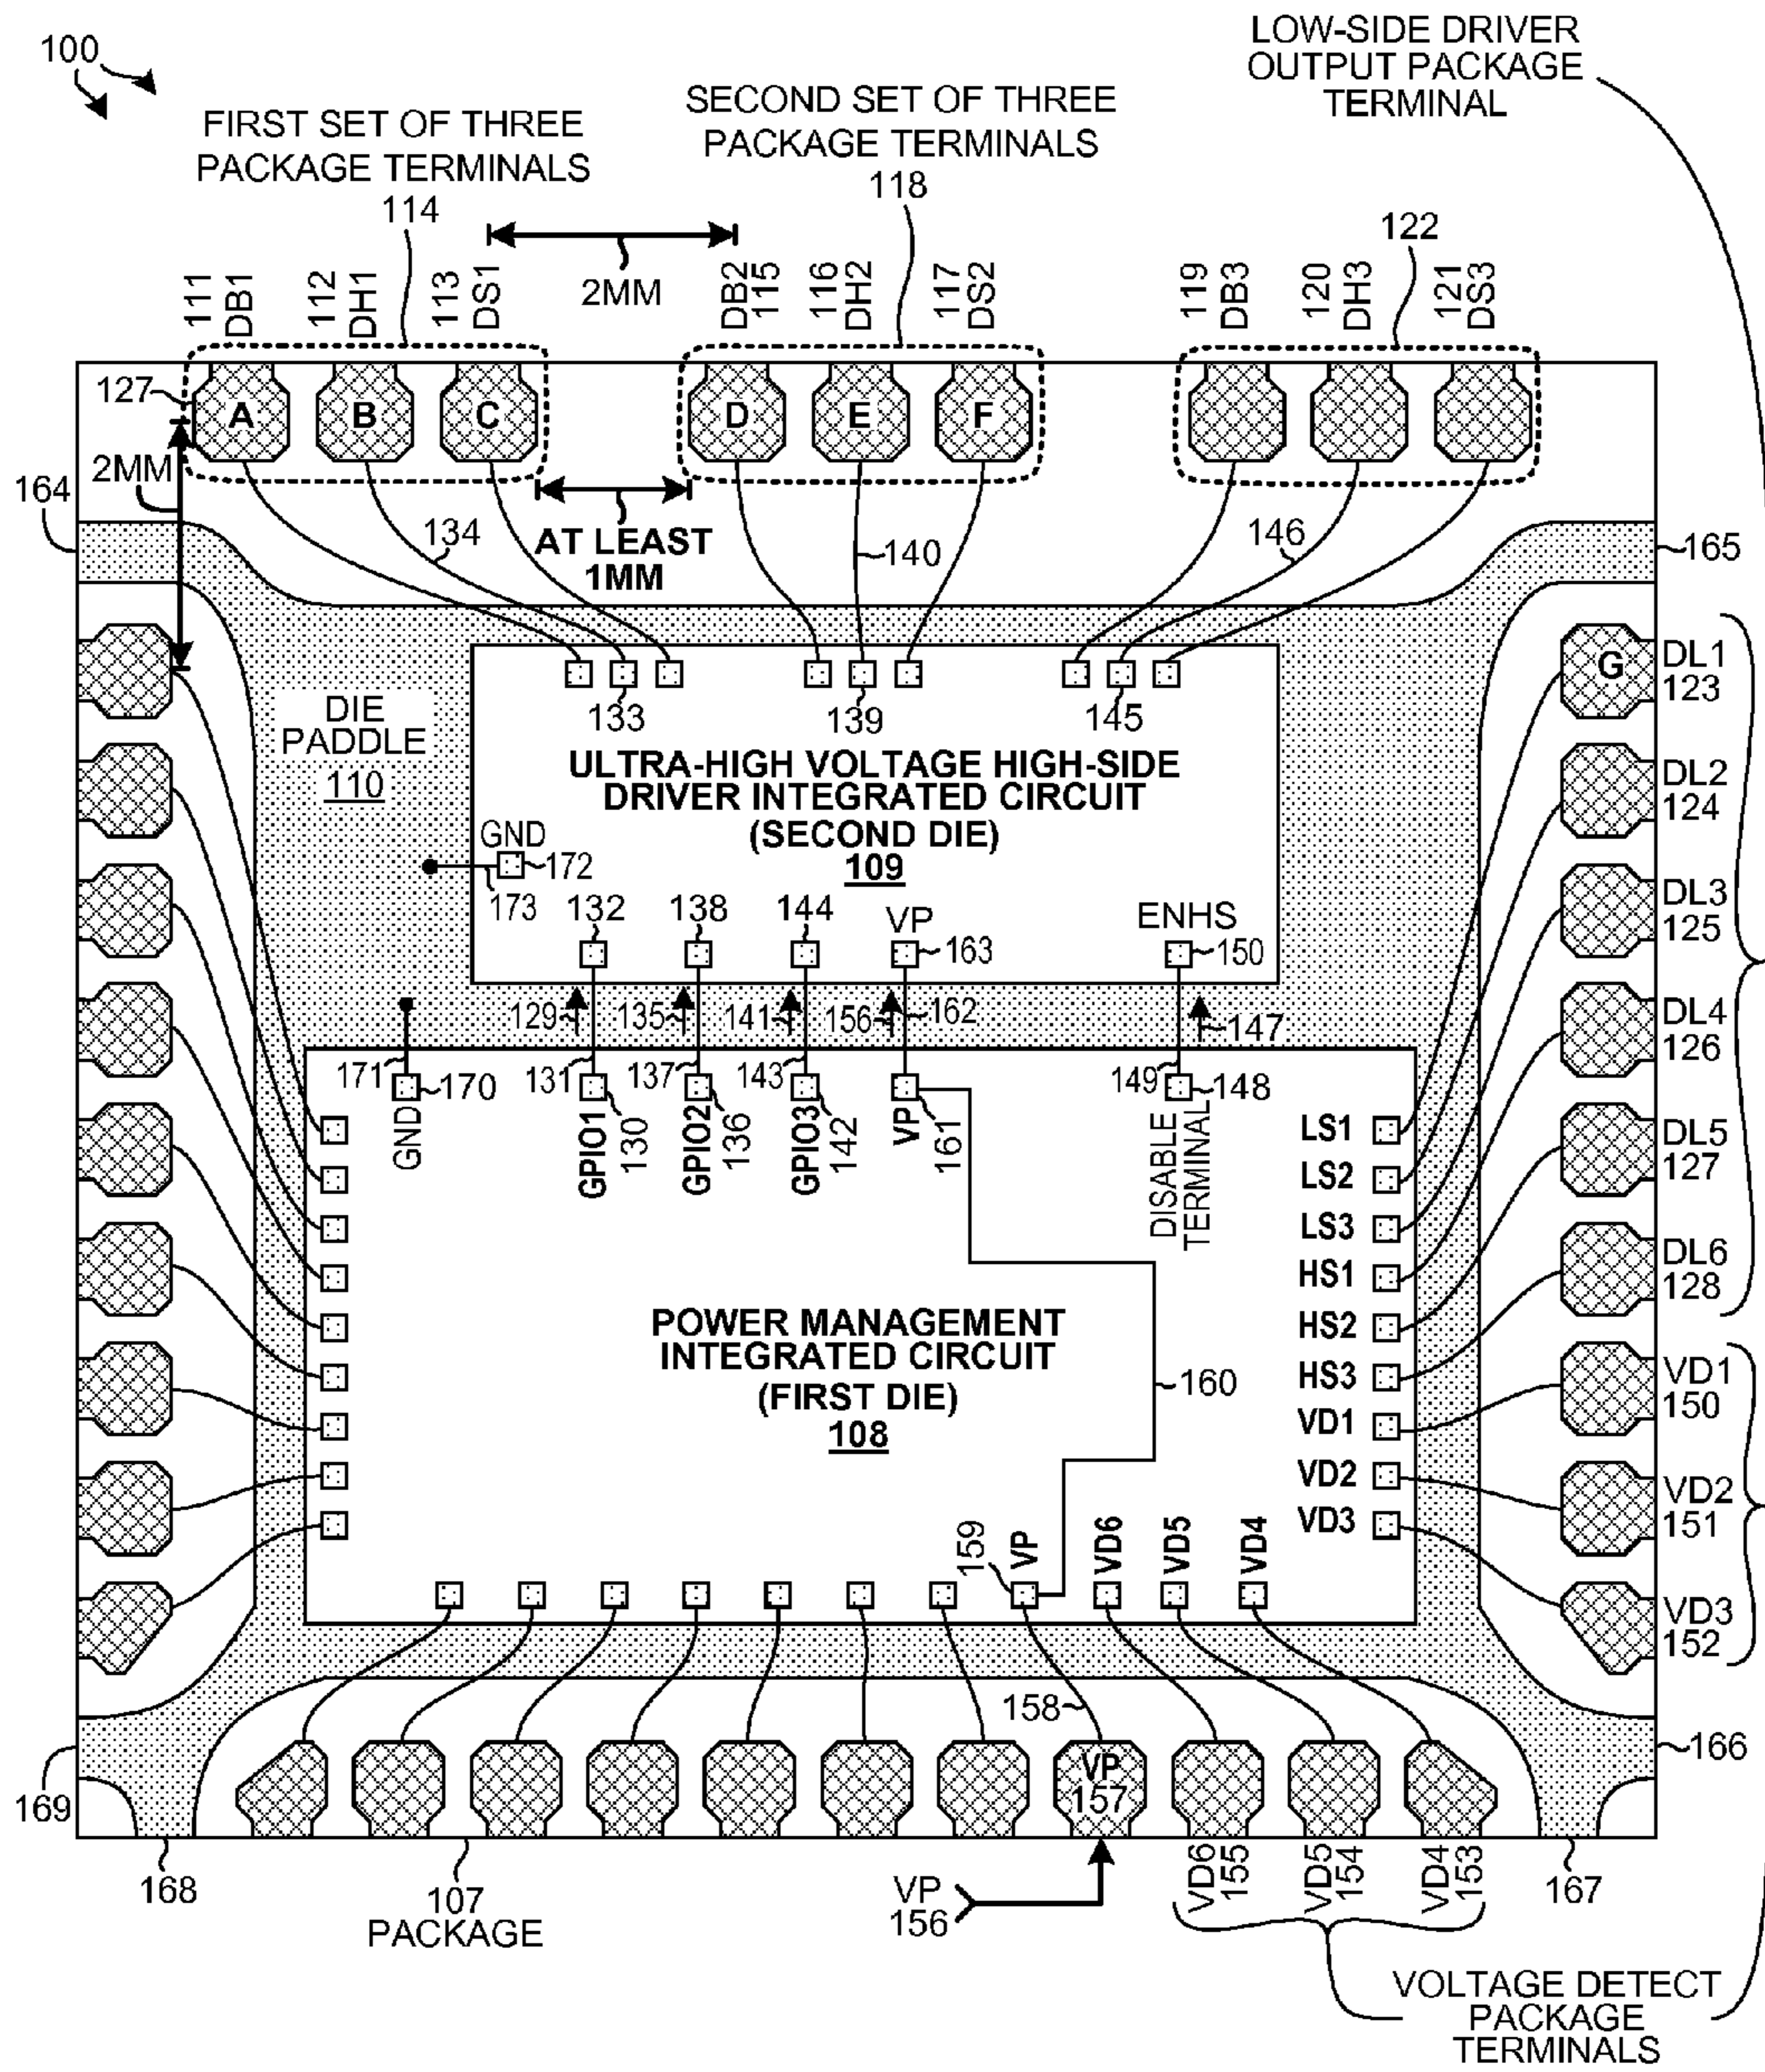 100
LOW-SIDE DRIVER
OUTPUT PACKAGE
TERMINAL
FIRST SET OF THREE
PACKAGE TERMINALS
114
SECOND SET OF THREE
PACKAGE TERMINALS
118
122
2MM
111
DB1
112
DH1
113
DS1
DB2
115
116
DH2
117
DS2
119
DB3
120
DH3
121
DS3
127
A
B
C
D
E
F
2MM
164
134
AT LEAST
1MM
140
146
165
133
139
145
DIE
PADDLE
110
ULTRA-HIGH VOLTAGE HIGH-SIDE
DRIVER INTEGRATED CIRCUIT
(SECOND DIE)
109
GND
172
173
132
138
144
VP
163
ENHS
150
129
135
141
156
162
147
171
170
GND
131
GPIO1
130
137
GPIO2
136
143
GPIO3
142
VP
161
149
148
DISABLE
TERMINAL
G
DL1
123
DL2
124
DL3
125
DL4
126
DL5
127
DL6
128
VD1
150
VD2
151
VD3
152
LS1
LS2
LS3
HS1
HS2
HS3
VD1
VD2
VD3
POWER MANAGEMENT
INTEGRATED CIRCUIT
(FIRST DIE)
108
160
159
VP
VD6
VD5
VD4
158
VP
157
166
169
168
107
PACKAGE
VP
156
VD6
155
VD5
154
VD4
153
167
VOLTAGE DETECT
PACKAGE
TERMINALS